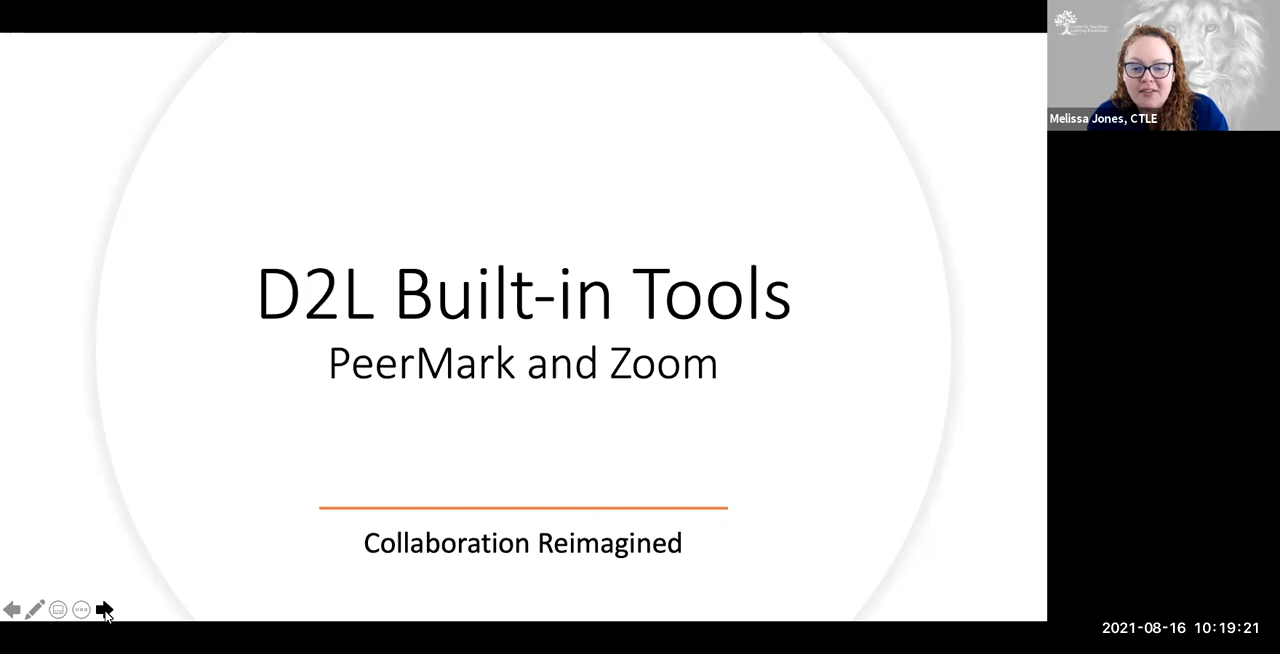 D2L Built-in Tools
PeerMark and Zoom
Collaboration Reimagined
Melissa Jones, CTLE
2021-08-16 10:19:21